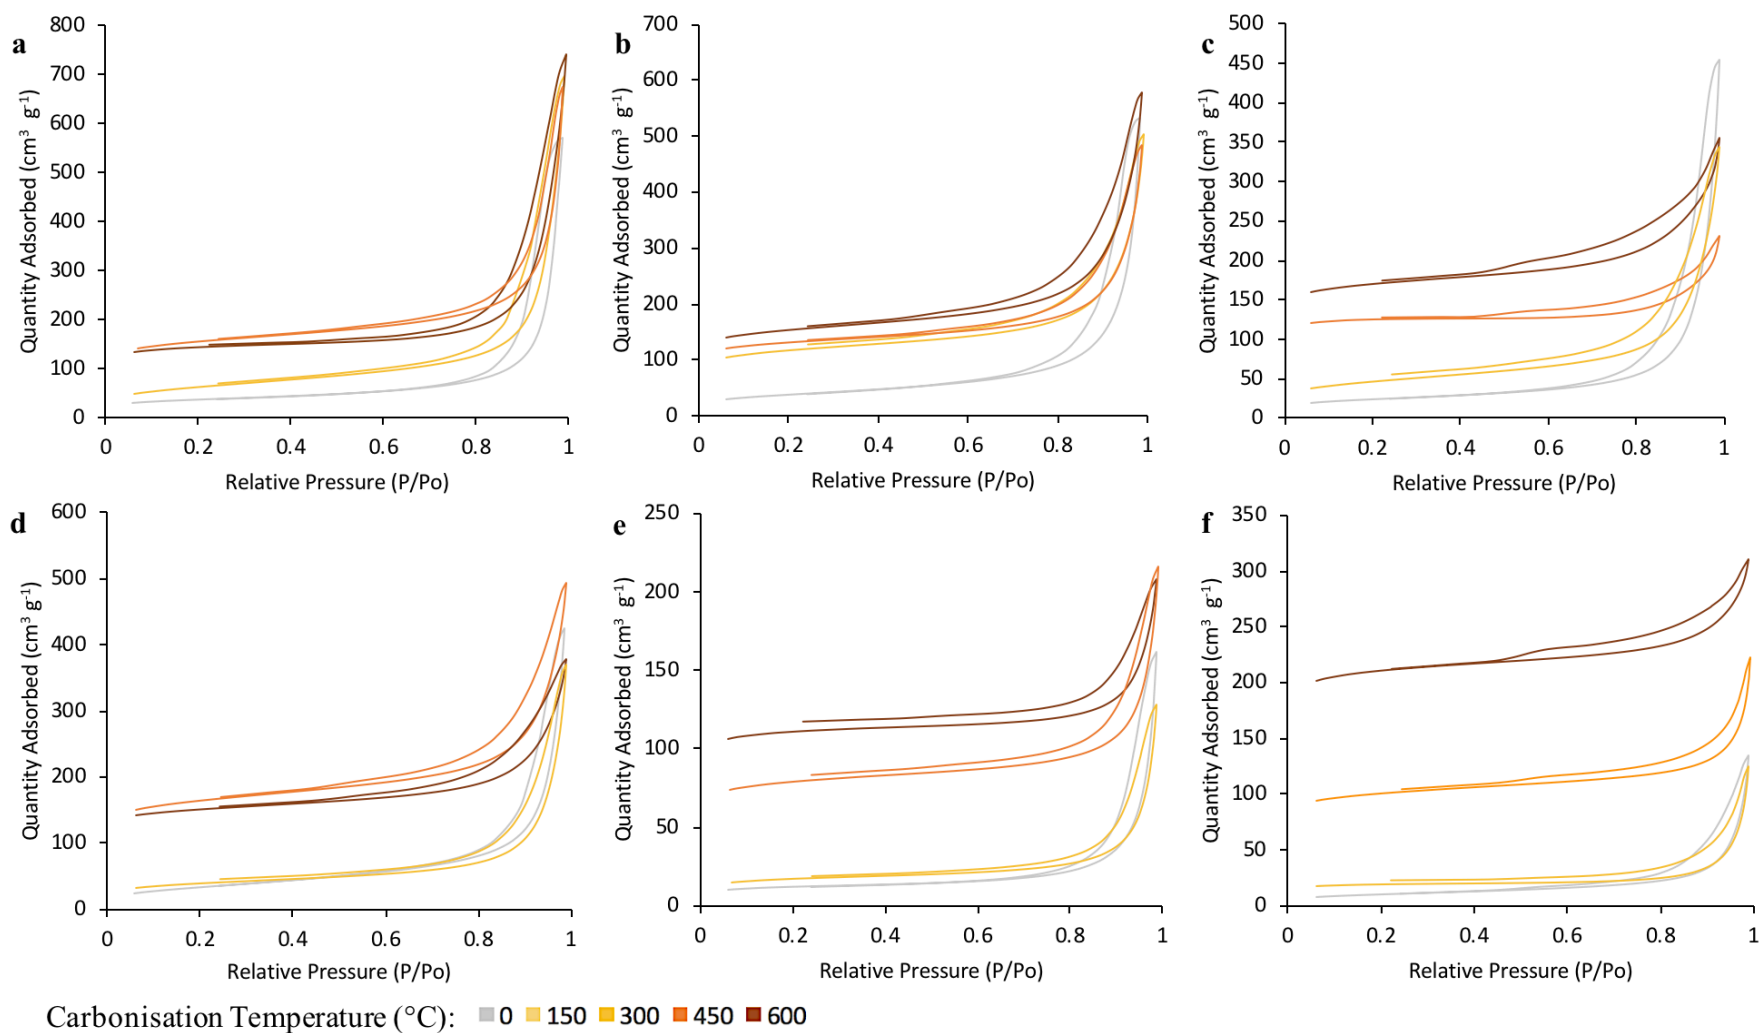 a
800
700
600
500
400
300
200
100
0
Quantity Adsorbed (cm³ g⁻¹)
0 0.2 0.4 0.6 0.8 1
Relative Pressure (P/Po)
b
700
600
500
400
300
200
100
0
Quantity Adsorbed (cm³ g⁻¹)
0 0.2 0.4 0.6 0.8 1
Relative Pressure (P/Po)
c
500
450
400
350
300
250
200
150
100
50
0
Quantity Adsorbed (cm³ g⁻¹)
0 0.2 0.4 0.6 0.8 1
Relative Pressure (P/Po)
d
600
500
400
300
200
100
0
Quantity Adsorbed (cm³ g⁻¹)
0 0.2 0.4 0.6 0.8 1
Relative Pressure (P/Po)
e
250
200
150
100
50
0
Quantity Adsorbed (cm³ g⁻¹)
0 0.2 0.4 0.6 0.8 1
Relative Pressure (P/Po)
f
350
300
250
200
150
100
50
0
Quantity Adsorbed (cm³ g⁻¹)
0 0.2 0.4 0.6 0.8 1
Relative Pressure (P/Po)
Carbonisation Temperature (°C): 0 150 300 450 600